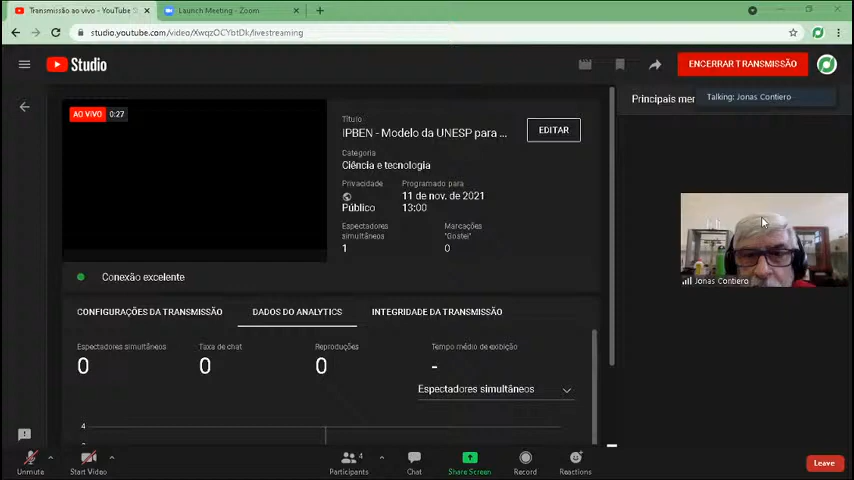 Transmissão ao vivo - YouTube S
Launch Meeting - Zoom
studio.youtube.com/video/XwqzOCYbtDk/livestreaming
Studio
ENCERRAR TRANSMISSÃO
Principais mer
Talking: Jonas Contiero
AO VIVO 0:27
Título
IPBEN - Modelo da UNESP para ...
EDITAR
Categoria
Ciência e tecnologia
Privacidade
Programado para
Público
11 de nov. de 2021
13:00
Espectadores
simultâneos
Marcações
"Gostei"
1
0
Conexão excelente
Jonas Contiero
CONFIGURAÇÕES DA TRANSMISSÃO
DADOS DO ANALYTICS
INTEGRIDADE DA TRANSMISSÃO
Espectadores simultâneos
Taxa de chat
Reproduções
Tempo médio de exibição
0
0
0
-
Espectadores simultâneos
4
Unmute
Start Video
4
Participants
Chat
Share Screen
Record
Reactions
Leave